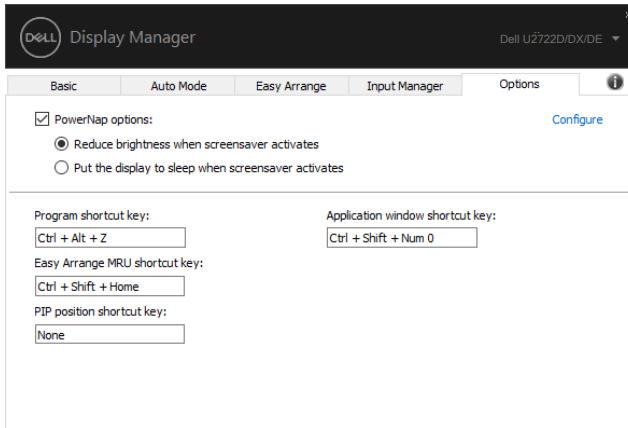 DELL Display Manager
Dell U2722D/DX/DE
Basic Auto Mode Easy Arrange Input Manager Options
PowerNap options: Configure
Reduce brightness when screensaver activates
Put the display to sleep when screensaver activates
Program shortcut key: Application window shortcut key:
Ctrl + Alt + Z Ctrl + Shift + Num 0
Easy Arrange MRU shortcut key:
Ctrl + Shift + Home
PIP position shortcut key:
None